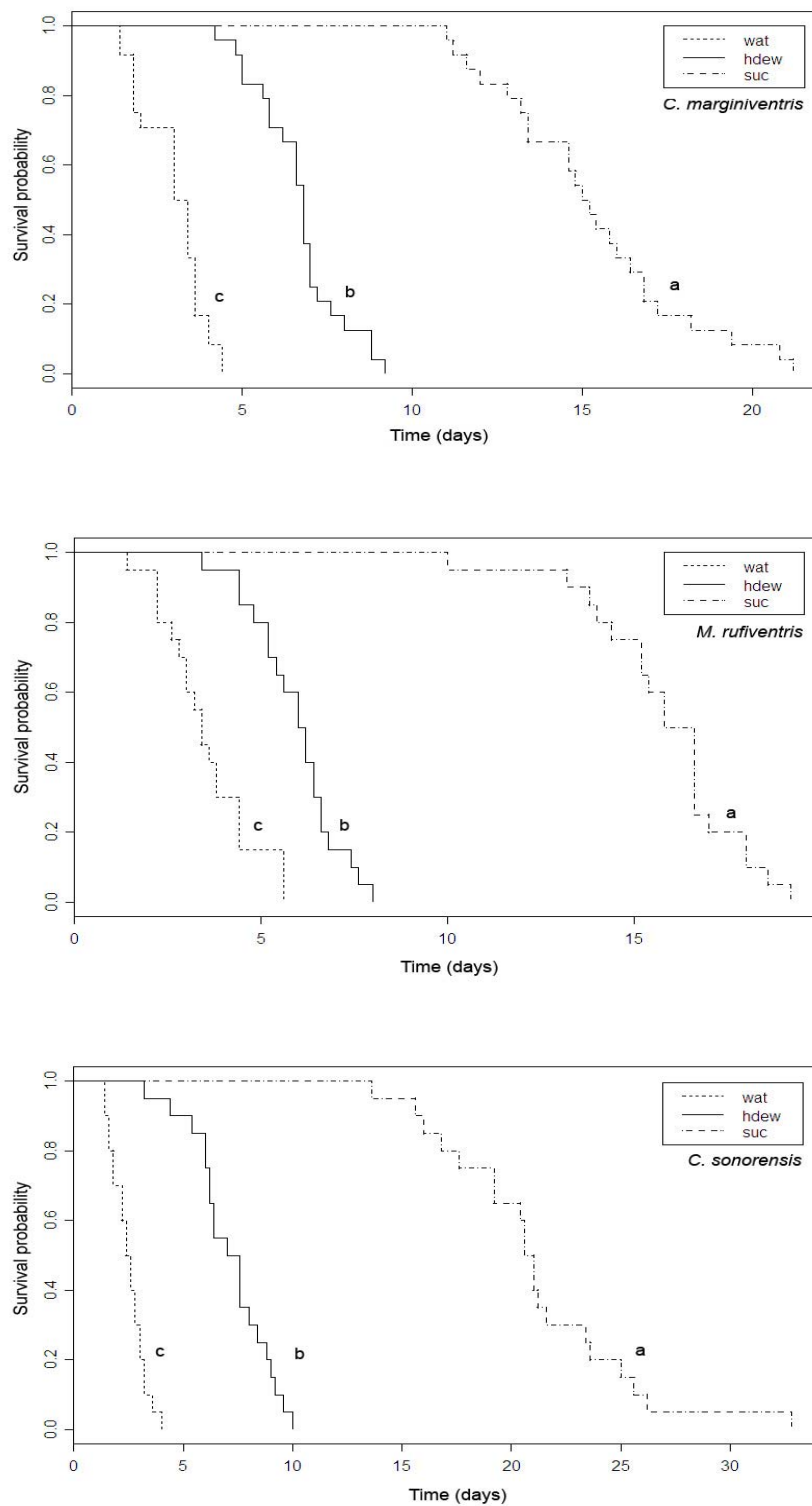 1.0
0.8
0.6
0.4
0.2
0.0
Survival probability
wat
hdew
suc
C. marginiventris
c
b
a
0 5 10 15 20
Time (days)
1.0
0.8
0.6
0.4
0.2
0.0
Survival probability
wat
hdew
suc
M. rufiventris
c
b
a
0 5 10 15
Time (days)
1.0
0.8
0.6
0.4
0.2
0.0
Survival probability
wat
hdew
suc
C. sonorensis
c
b
a
0 5 10 15 20 25 30
Time (days)